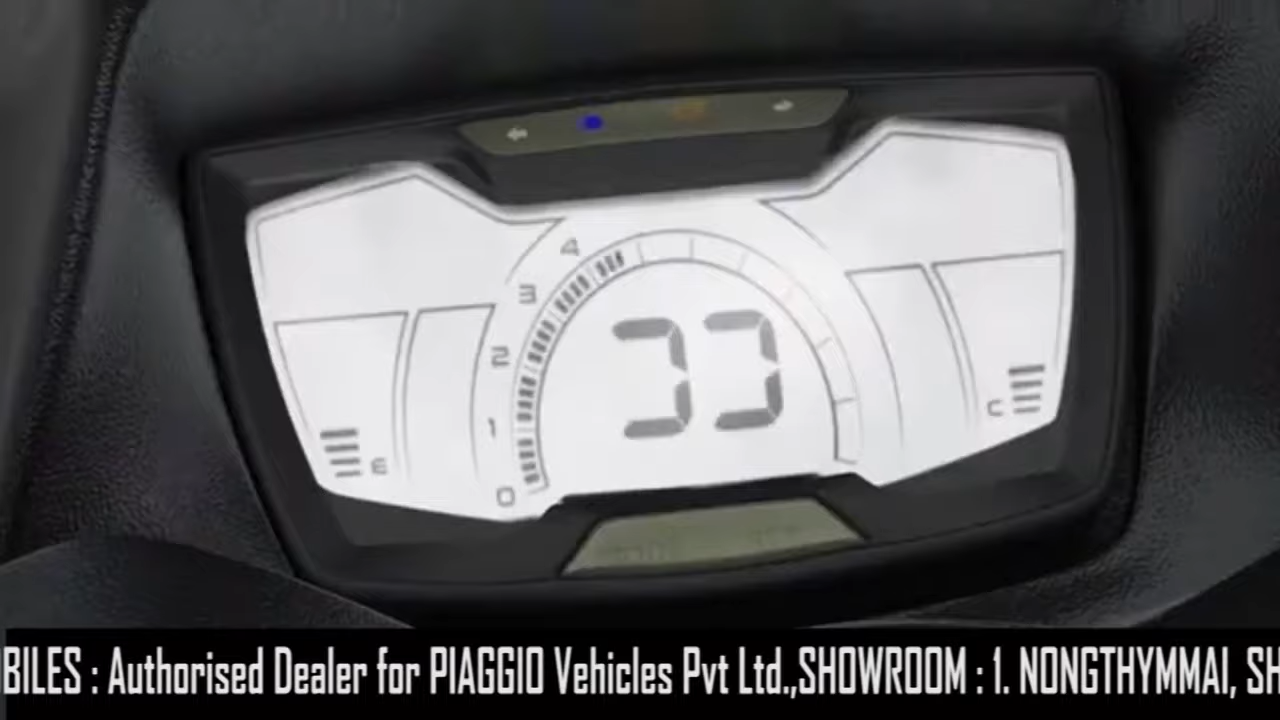 4
3
33
2
1
E
C
0
BILES : Authorised Dealer for PIAGGIO Vehicles Pvt Ltd.,SHOWROOM : 1. NONGTHYMMAI, SH